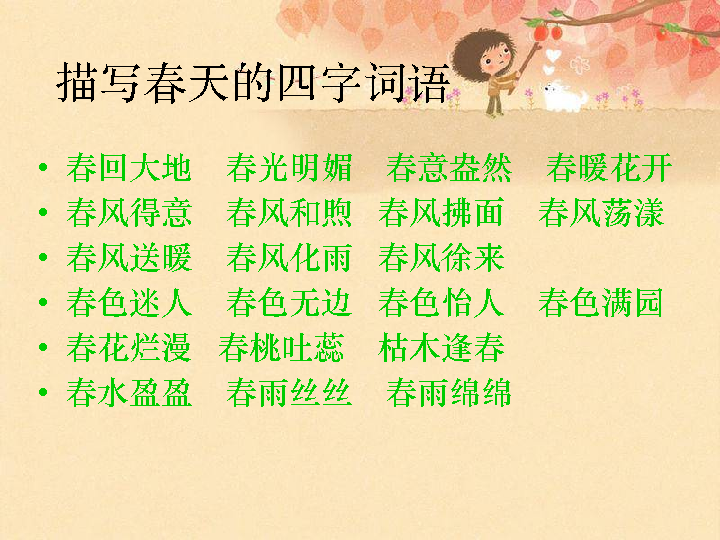 描写春天的四字词语
• 春回大地 春光明媚 春意盎然 春暖花开
• 春风得意 春风和煦 春风拂面 春风荡漾
• 春风送暖 春风化雨 春风徐来
• 春色迷人 春色无边 春色怡人 春色满园
• 春花烂漫 春桃吐蕊 枯木逢春
• 春水盈盈 春雨丝丝 春雨绵绵